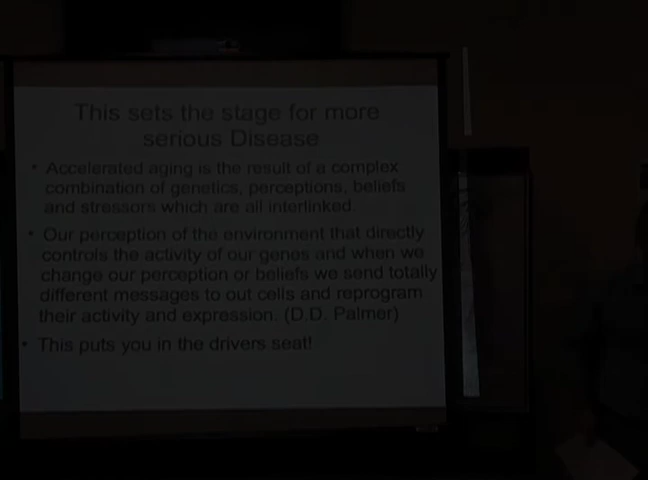 This sets the stage for more
serious Disease
• Accelerated aging is the result of a complex
combination of genetics, perceptions, beliefs
and stressors which are all interlinked.
• Our perception of the environment that directly
controls the activity of our genes and when we
change our perception or beliefs we send totally
different messages to out cells and reprogram
their activity and expression. (D.D. Palmer)
• This puts you in the drivers seat!